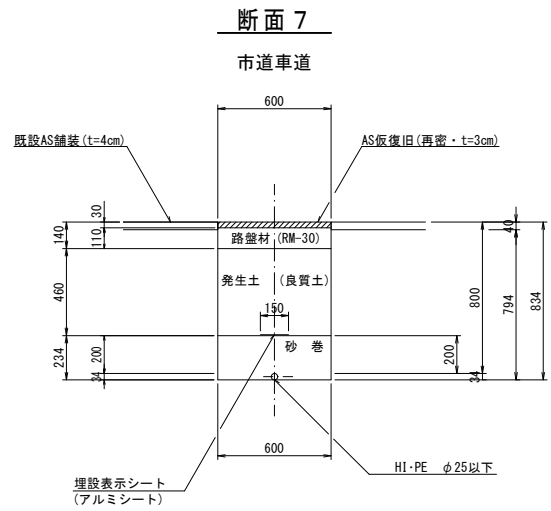 断面７
市道車道
600
既設AS舗装(t=4cm)
AS仮復旧(再密・t=3cm)
30
40
140
110
路盤材(RM-30)
発生土 (良質土)
460
150
800
794
834
砂 巻
234
200
200
34
34
600
HI・PE φ25以下
埋設表示シート
(アルミシート)